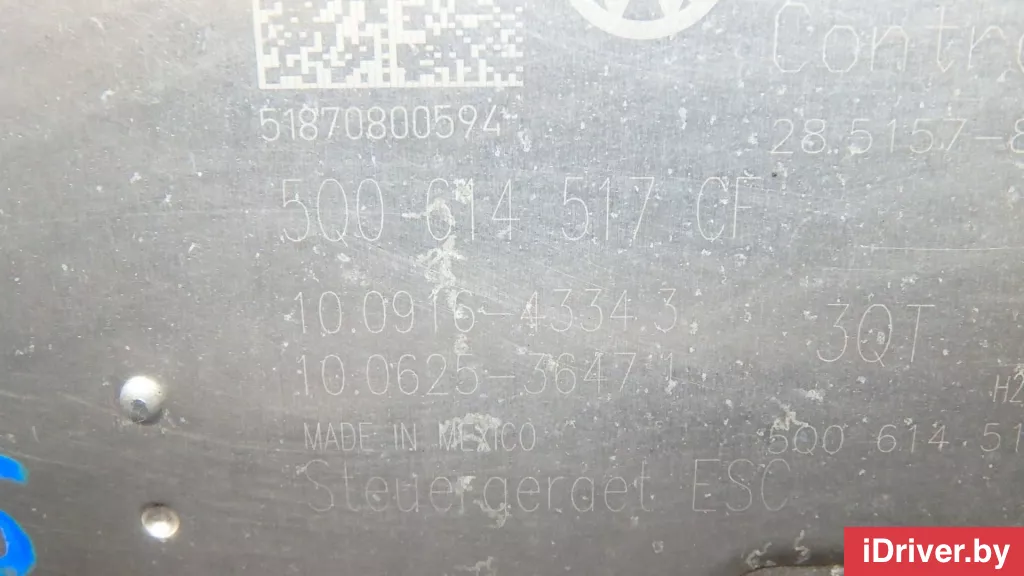 51870800594
5Q0 614 517 CF
10.0916-4334.3
10.0625-3647.1
MADE IN MEXICO
Steuergeraet ESC
Contro
28.5157-8
3QT
H2
5Q0 614 51
iDriver.by